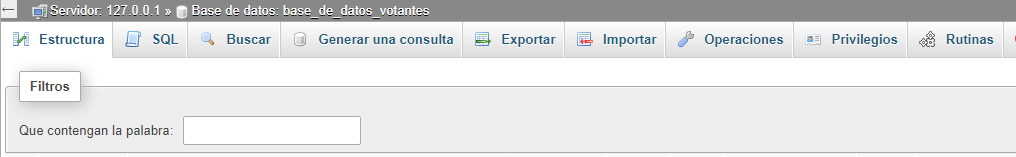 Servidor: 127.0.0.1 » Base de datos: base_de_datos_votantes
Estructura SQL Buscar Generar una consulta Exportar Importar Operaciones Privilegios Rutinas
Filtros
Que contengan la palabra: